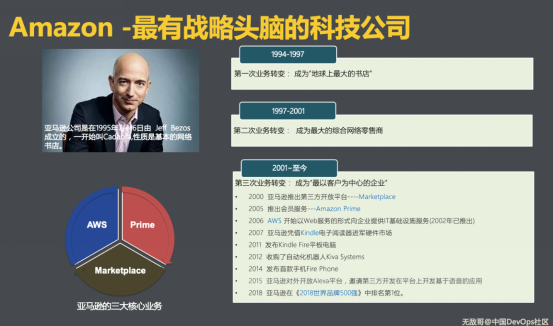 Amazon -最有战略头脑的科技公司
亚马逊公司是在1995年7月16日由 Jeff Bezos
成立的，一开始叫Cadabra,性质是基本的网络
书店。
AWS
Prime
Marketplace
亚马逊的三大核心业务
1994-1997
第一次业务转变： 成为“地球上最大的书店”
1997-2001
第二次业务转变： 成为最大的综合网络零售商
2001–至今
第三次业务转变： 成为“最以客户为中心的企业”
• 2000 亚马逊推出第三方开放平台----Marketplace
• 2005 推出会员服务---Amazon Prime
• 2006 AWS 开始以Web服务的形式向企业提供IT基础设施服务(2002年已推出)
• 2007 亚马逊凭借Kindle电子阅读器进军硬件市场
• 2011 发布Kindle Fire平板电脑
• 2012 收购了自动化机器人Kiva Systems
• 2014 发布首款手机Fire Phone
• 2015 亚马逊对外开放Alexa平台，邀请第三方开发在平台上开发基于语音的应用
• 2018 亚马逊在《2018世界品牌500强》中排名第1位。
无敌哥@中国DevOps社区